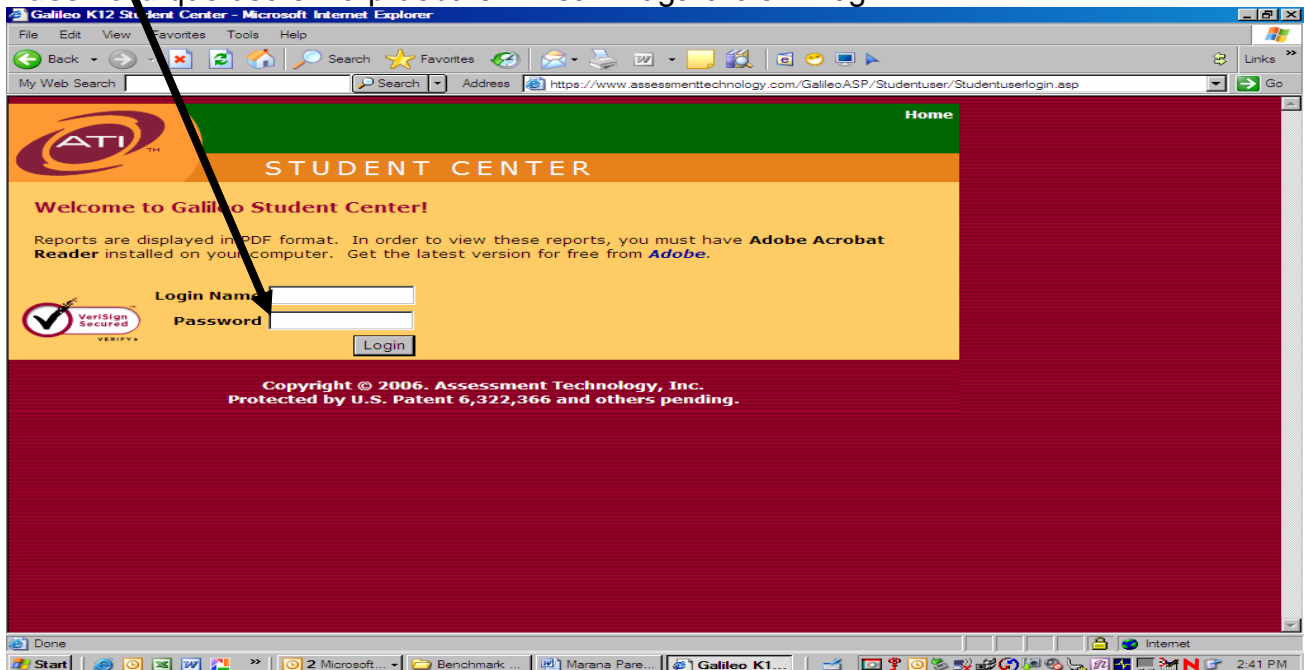 Galileo K12 Student Center - Microsoft Internet Explorer
File Edit View Favorites Tools Help
Back Search Favorites Links »
My Web Search Search Address https://www.assessmenttechnology.com/GalileoASP/Studentuser/Studentuserlogin.asp Go
Home
ATI TM
STUDENT CENTER
Welcome to Galileo Student Center!
Reports are displayed in PDF format. In order to view these reports, you must have Adobe Acrobat
Reader installed on your computer. Get the latest version for free from Adobe.
Login Name
VeriSign
Secured
VERIFY
Password
Login
Copyright © 2006. Assessment Technology, Inc.
Protected by U.S. Patent 6,322,366 and others pending.
Done Internet
Start » 2 Microsoft... Benchmark ... Marana Pare... Galileo K1... 2:41 PM